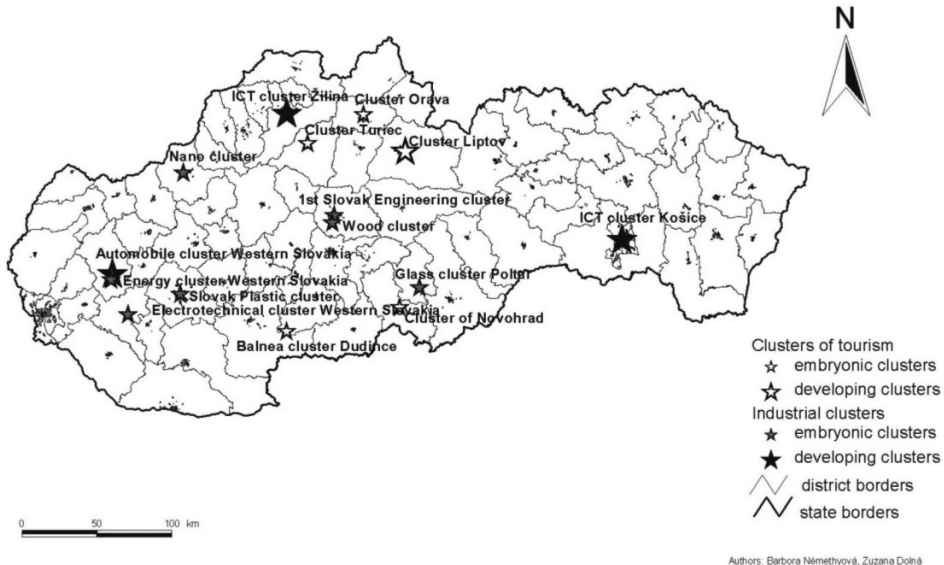 N
ICT cluster Žilina
Cluster Orava
Cluster Turiec
Cluster Liptov
Nano cluster
1st Slovak Engineering cluster
Wood cluster
ICT cluster Košice
Automobile cluster Western Slovakia
Energy cluster Western Slovakia
Glass cluster Poltár
Slovak Plastic cluster
Electrotechnical cluster Western Slovakia
Cluster of Novohrad
Balnea cluster Dudince
Clusters of tourism
embryonic clusters
developing clusters
Industrial clusters
embryonic clusters
developing clusters
district borders
state borders
0 50 100 km
Authors: Barbora Némethyová, Zuzana Dolná